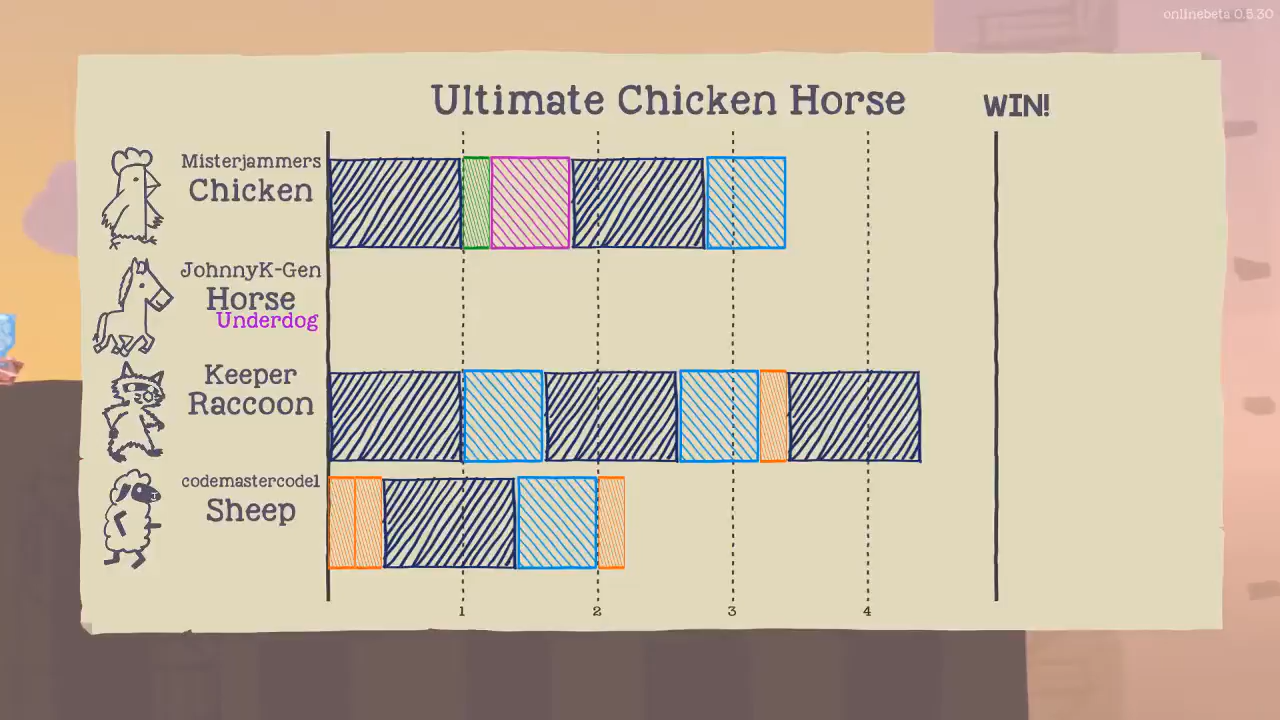 onlinebeta 0.5.30
Ultimate Chicken Horse
WIN!
Misterjammers
Chicken
JohnnyK-Gen
Horse
Underdog
Keeper
Raccoon
codemastercode1
Sheep
1 2 3 4